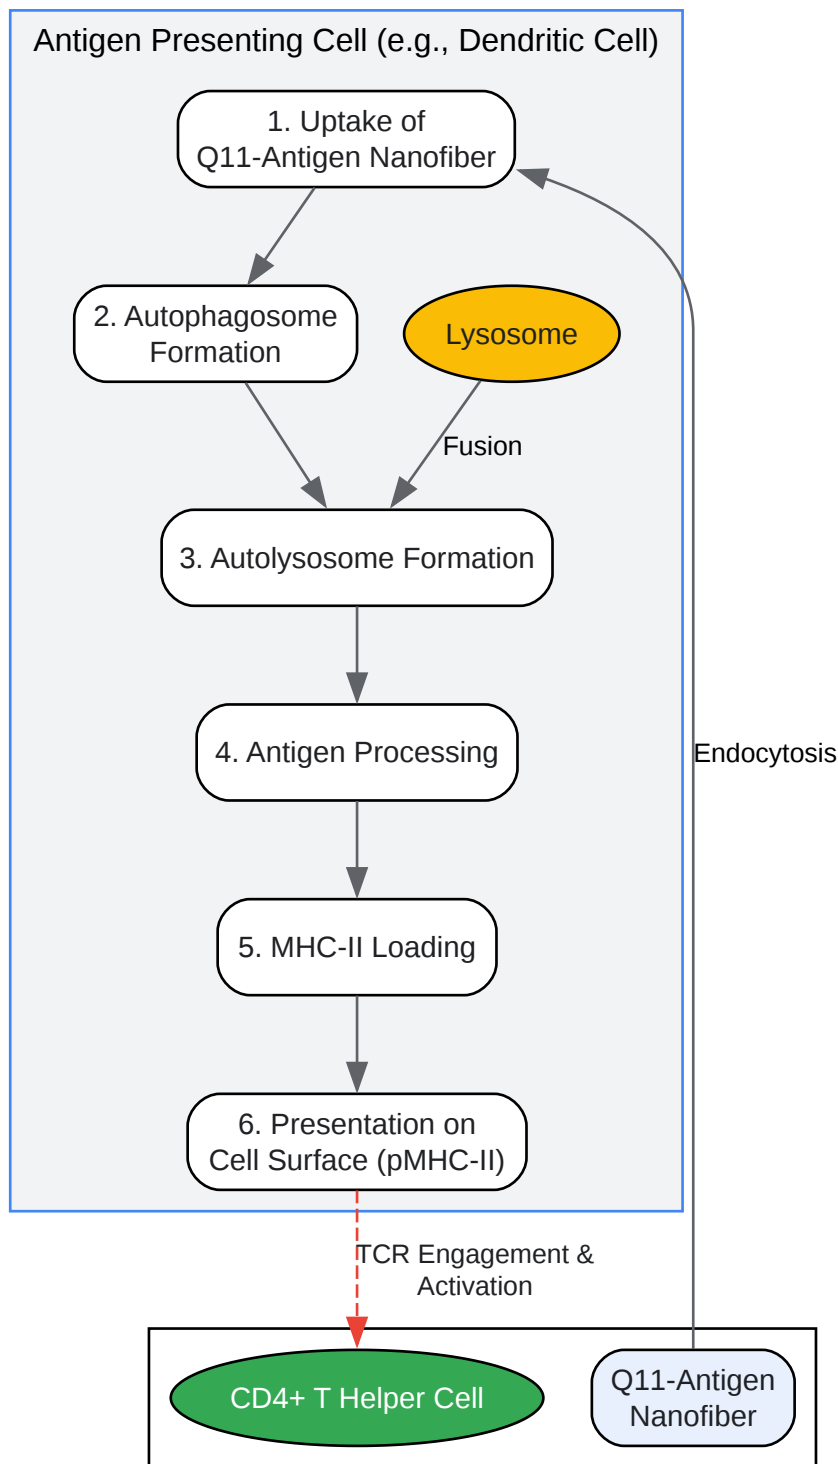 Antigen Presenting Cell (e.g., Dendritic Cell)
1. Uptake of
Q11-Antigen Nanofiber
2. Autophagosome
Formation
Lysosome
Fusion
3. Autolysosome Formation
4. Antigen Processing
Endocytosis
5. MHC-II Loading
6. Presentation on
Cell Surface (pMHC-II)
TCR Engagement &
Activation
CD4+ T Helper Cell
Q11-Antigen
Nanofiber